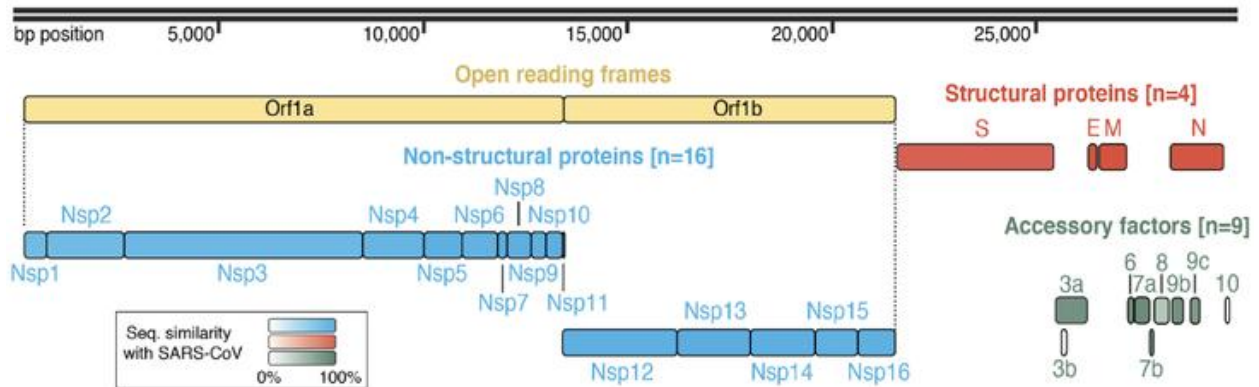 bp position 5,000 10,000 15,000 20,000 25,000
Open reading frames
Orf1a Orf1b
Structural proteins [n=4]
S E M N
Non-structural proteins [n=16]
Nsp8
Nsp2 Nsp4 Nsp6 Nsp10
Nsp1 Nsp3 Nsp5 Nsp9
Nsp7 Nsp11
Accessory factors [n=9]
6 8 9c
3a 7a 9b 10
3b 7b
Nsp13 Nsp15
Nsp12 Nsp14 Nsp16
Seq. similarity
with SARS-CoV
0% 100%